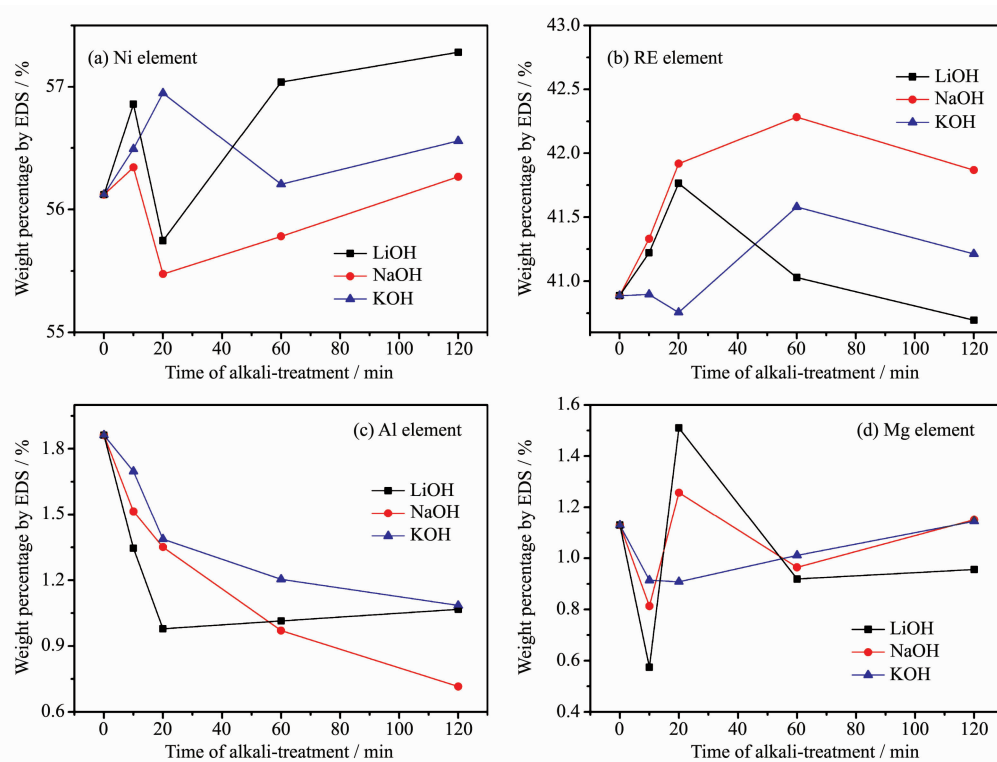 (a) Ni element
Weight percentage by EDS / %
57
56
55
LiOH
NaOH
KOH
0 20 40 60 80 100 120
Time of alkali-treatment / min
(b) RE element
Weight percentage by EDS / %
43.0
42.5
42.0
41.5
41.0
LiOH
NaOH
KOH
0 20 40 60 80 100 120
Time of alkali-treatment / min
(c) Al element
Weight percentage by EDS / %
1.8
1.5
1.2
0.9
0.6
LiOH
NaOH
KOH
0 20 40 60 80 100 120
Time of alkali-treatment / min
(d) Mg element
Weight percentage by EDS / %
1.6
1.4
1.2
1.0
0.8
0.6
0.4
LiOH
NaOH
KOH
0 20 40 60 80 100 120
Time of alkali-treatment / min